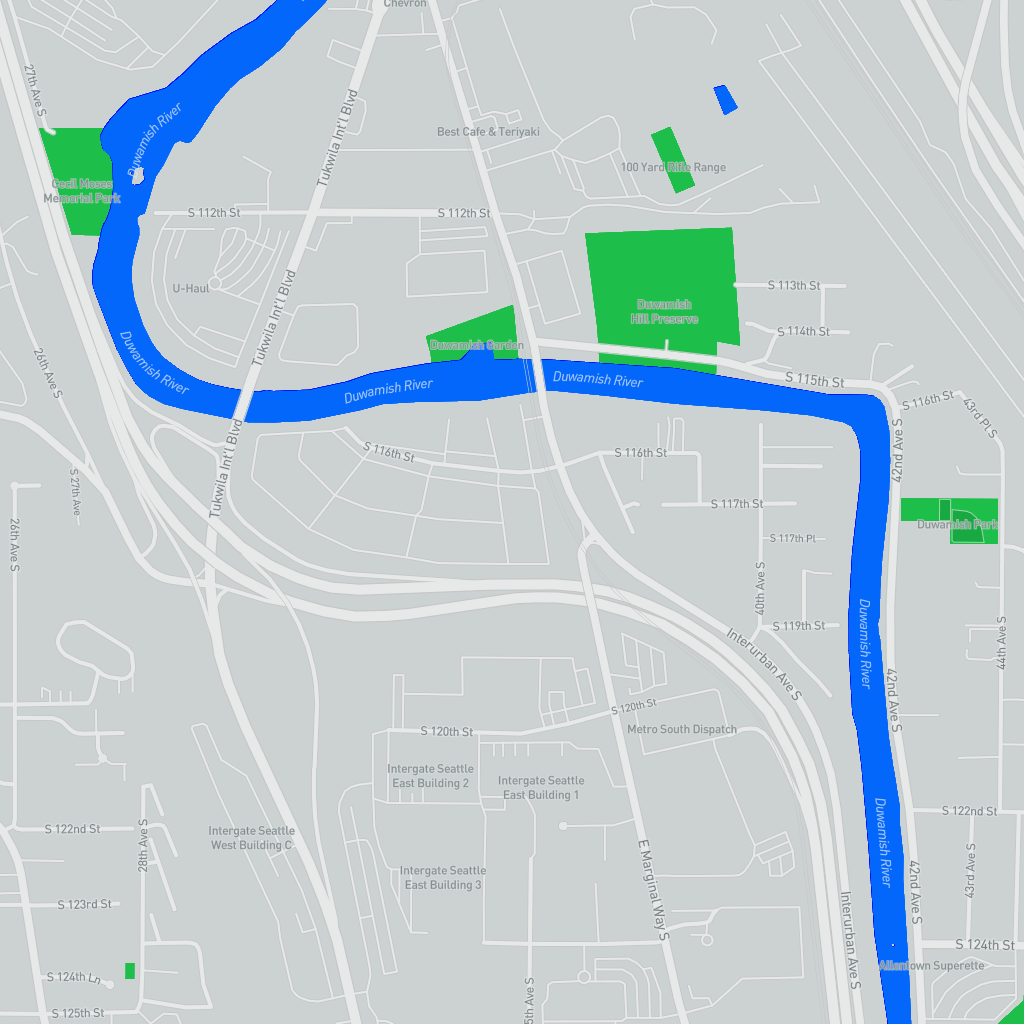 Chevron
27th Ave S
Duwamish River
Tukwila Int'l Blvd
Best Cafe & Teriyaki
100 Yard Rifle Range
Cecil Moses
Memorial Park
S 112th St
S 112th St
U-Haul
Tukwila Int'l Blvd
S 113th St
Duwamish
Hill Preserve
S 114th St
Duwamish Garden
26th Ave S
Duwamish River
Duwamish River
Duwamish River
S 115th St
S 116th St
43rd Pl S
42nd Ave S
Tukwila Int'l Blvd
S 116th St
S 116th St
S 27th Ave
S 117th St
Duwamish Park
26th Ave S
S 117th Pl
40th Ave S
S 119th St
Duwamish River
44th Ave S
Interurban Ave S
42nd Ave S
S 120th St
S 120th St
Metro South Dispatch
Intergate Seattle
East Building 2
Intergate Seattle
East Building 1
S 122nd St
28th Ave S
Intergate Seattle
West Building C
Duwamish River
S 122nd St
43rd Ave S
Intergate Seattle
East Building 3
E Marginal Way S
42nd Ave S
S 123rd St
Interurban Ave S
S 124th St
Allentown Superette
S 124th Ln
S 125th St
5th Ave S